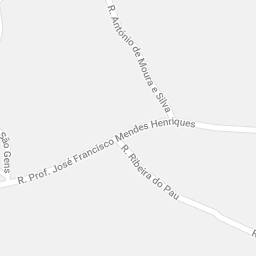 R. António de Moura e Silva
R. Prof. José Francisco Mendes Henriques
São Gens
R. Ribeira do Pau
R